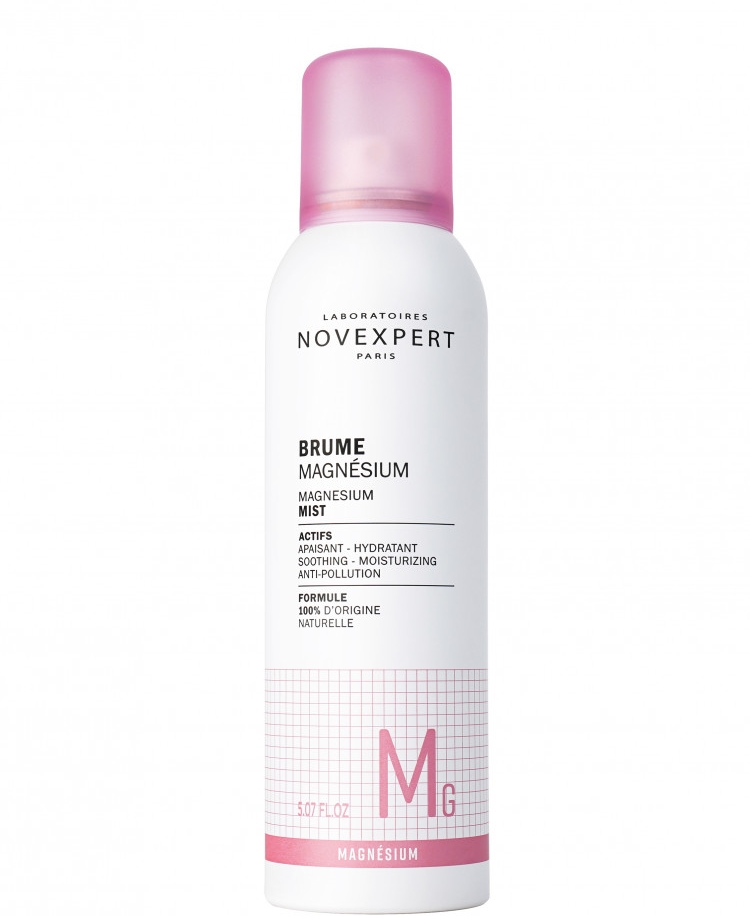 LABORATOIRES
NOVEXPERT
PARIS
BRUME
MAGNÉSIUM
MAGNESIUM
MIST
ACTIFS
APAISANT - HYDRATANT
SOOTHING - MOISTURIZING
ANTI-POLLUTION
FORMULE
100% D'ORIGINE
NATURELLE
MG
5.07 FL.OZ
MAGNÉSIUM